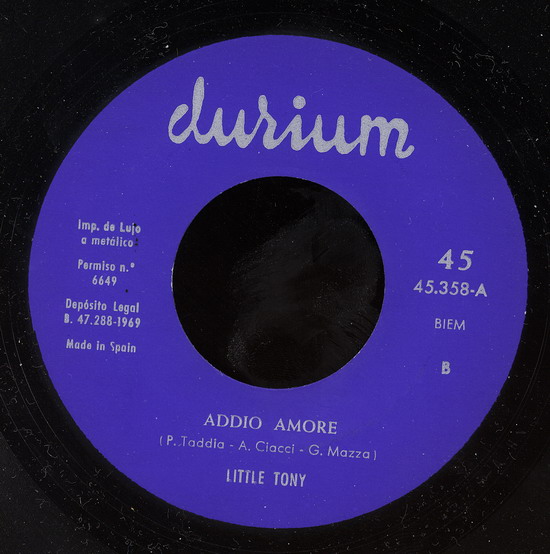 durium
Imp. de Lujo
a metálico
Permiso n.º
6649
Depósito Legal
B. 47.288-1969
Made in Spain
45
45.358-A
BIEM
B
ADDIO AMORE
(P. Taddia - A. Ciacci - G. Mazza)
LITTLE TONY